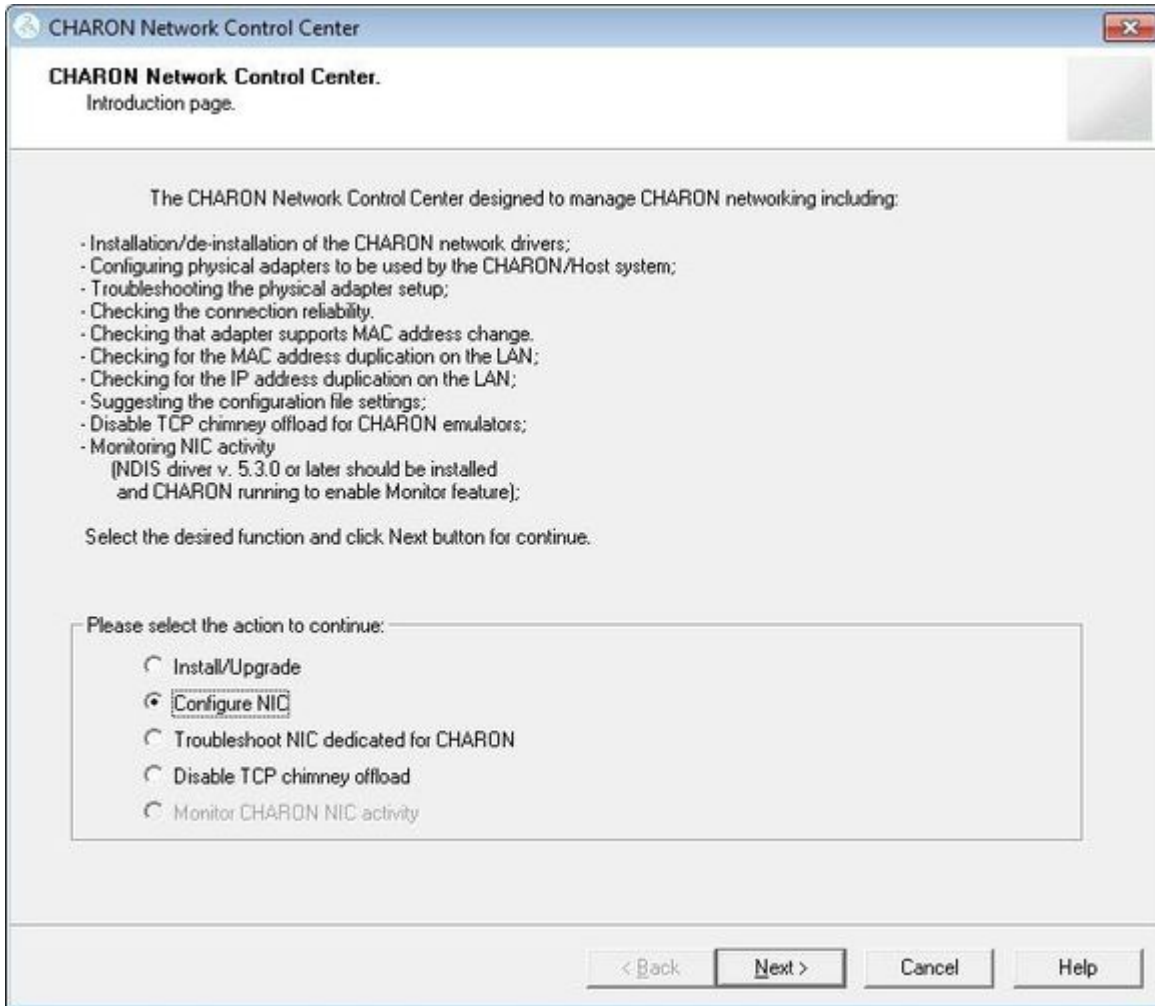 CHARON Network Control Center
CHARON Network Control Center.
Introduction page.
The CHARON Network Control Center designed to manage CHARON networking including:
- Installation/de-installation of the CHARON network drivers;
- Configuring physical adapters to be used by the CHARON/Host system;
- Troubleshooting the physical adapter setup;
- Checking the connection reliability.
- Checking that adapter supports MAC address change.
- Checking for the MAC address duplication on the LAN;
- Checking for the IP address duplication on the LAN;
- Suggesting the configuration file settings;
- Disable TCP chimney offload for CHARON emulators;
- Monitoring NIC activity
(NDIS driver v. 5.3.0 or later should be installed
and CHARON running to enable Monitor feature);
Select the desired function and click Next button for continue.
Please select the action to continue:
Install/Upgrade
Configure NIC
Troubleshoot NIC dedicated for CHARON
Disable TCP chimney offload
Monitor CHARON NIC activity
< Back
Next >
Cancel
Help